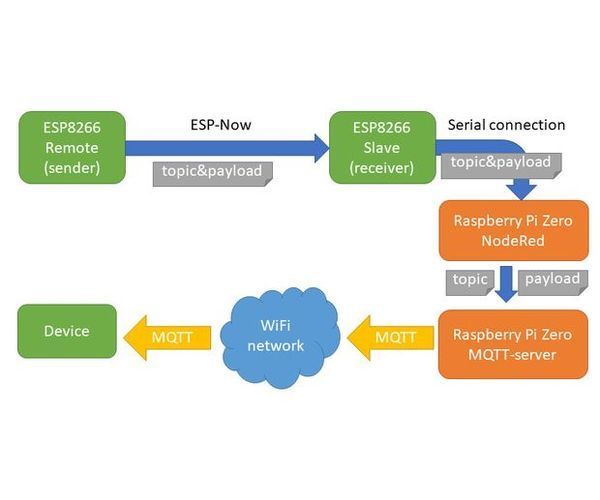 ESP8266
Remote
(sender)
ESP-Now
topic&payload
ESP8266
Slave
(receiver)
Serial connection
topic&payload
Raspberry Pi Zero
NodeRed
topic
payload
Device
MQTT
WiFi
network
MQTT
Raspberry Pi Zero
MQTT-server